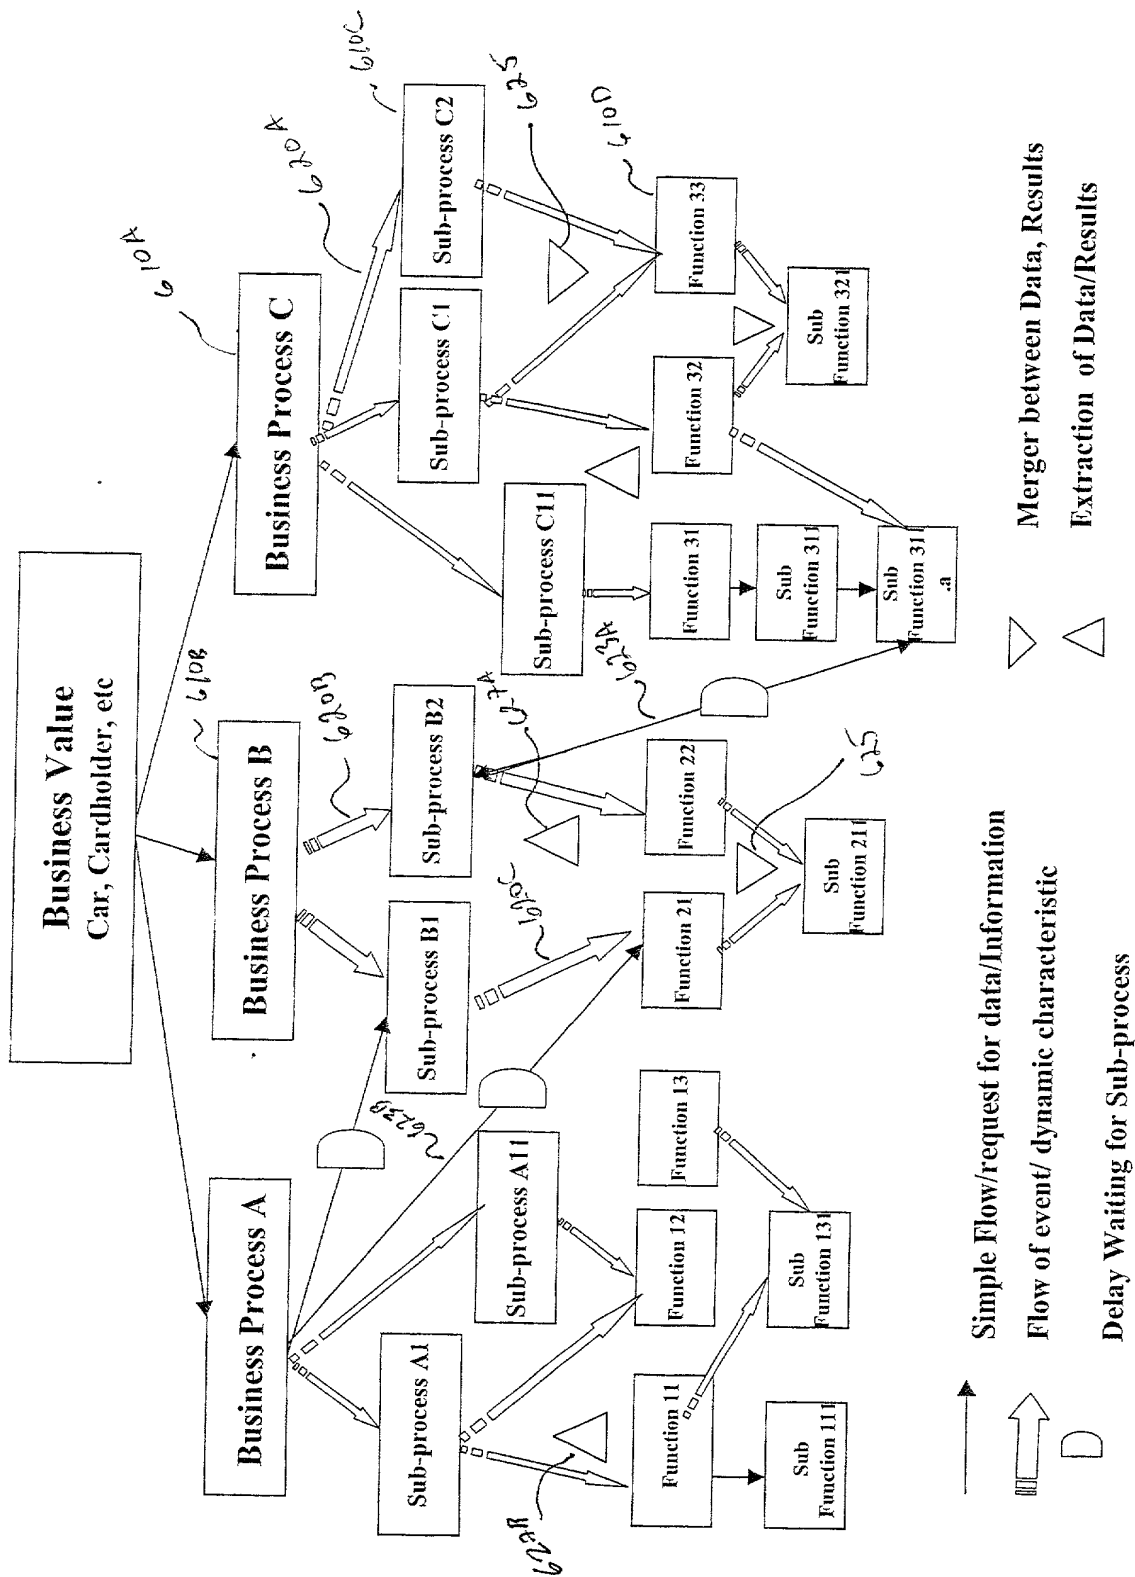 Business Value
Car, Cardholder, etc
Business Process A
Business Process B
610B
Business Process C
610A
620A
Sub-process A1
Sub-process A11
623B
Sub-process B1
Sub-process B2
620B
Sub-process C11
Sub-process C1
Sub-process C2
610C
627B
620C
627A
623A
625
Function 11
Function 12
Function 13
Function 21
Function 22
Function 31
Function 32
Function 33
610D
Sub
Function 111
Sub
Function 131
Sub
Function 211
625
Sub
Function 311
Sub
Function 321
Sub
Function 311
.a
Simple Flow/request for data/Information
Flow of event/ dynamic characteristic
Delay Waiting for Sub-process
Merger between Data, Results
Extraction of Data/Results